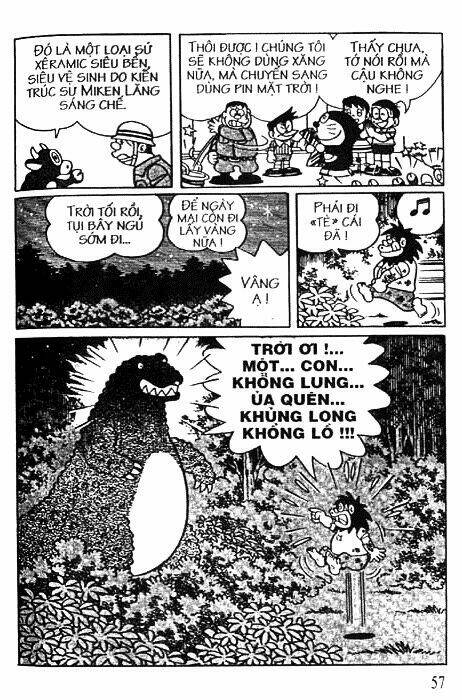 ĐÓ LÀ MỘT LOẠI SỨ
XÉRAMIC SIÊU BỀN,
SIÊU VỆ SINH DO KIẾN
TRÚC SƯ MIKEN LĂNG
SÁNG CHẾ.
THÔI ĐƯỢC ! CHÚNG TÔI
SẼ KHÔNG DÙNG XĂNG
NỮA, MÀ CHUYỂN SANG
DÙNG PIN MẶT TRỜI !
THẤY CHƯA,
TỚ NÓI RỒI MÀ
CẬU KHÔNG
NGHE !
TRỜI TỐI RỒI,
TỤI BÂY NGỦ
SỚM ĐI...
ĐỂ NGÀY
MAI CÒN ĐI
LẤY VÀNG
NỮA !
VÂNG
Ạ !
PHẢI ĐI
«TÈ» CÁI
ĐÃ !
TRỜI ƠI !...
MỘT... CON...
KHỔNG LUNG...
ỦA QUÊN...
KHỦNG LONG
KHỔNG LỒ !!!
57